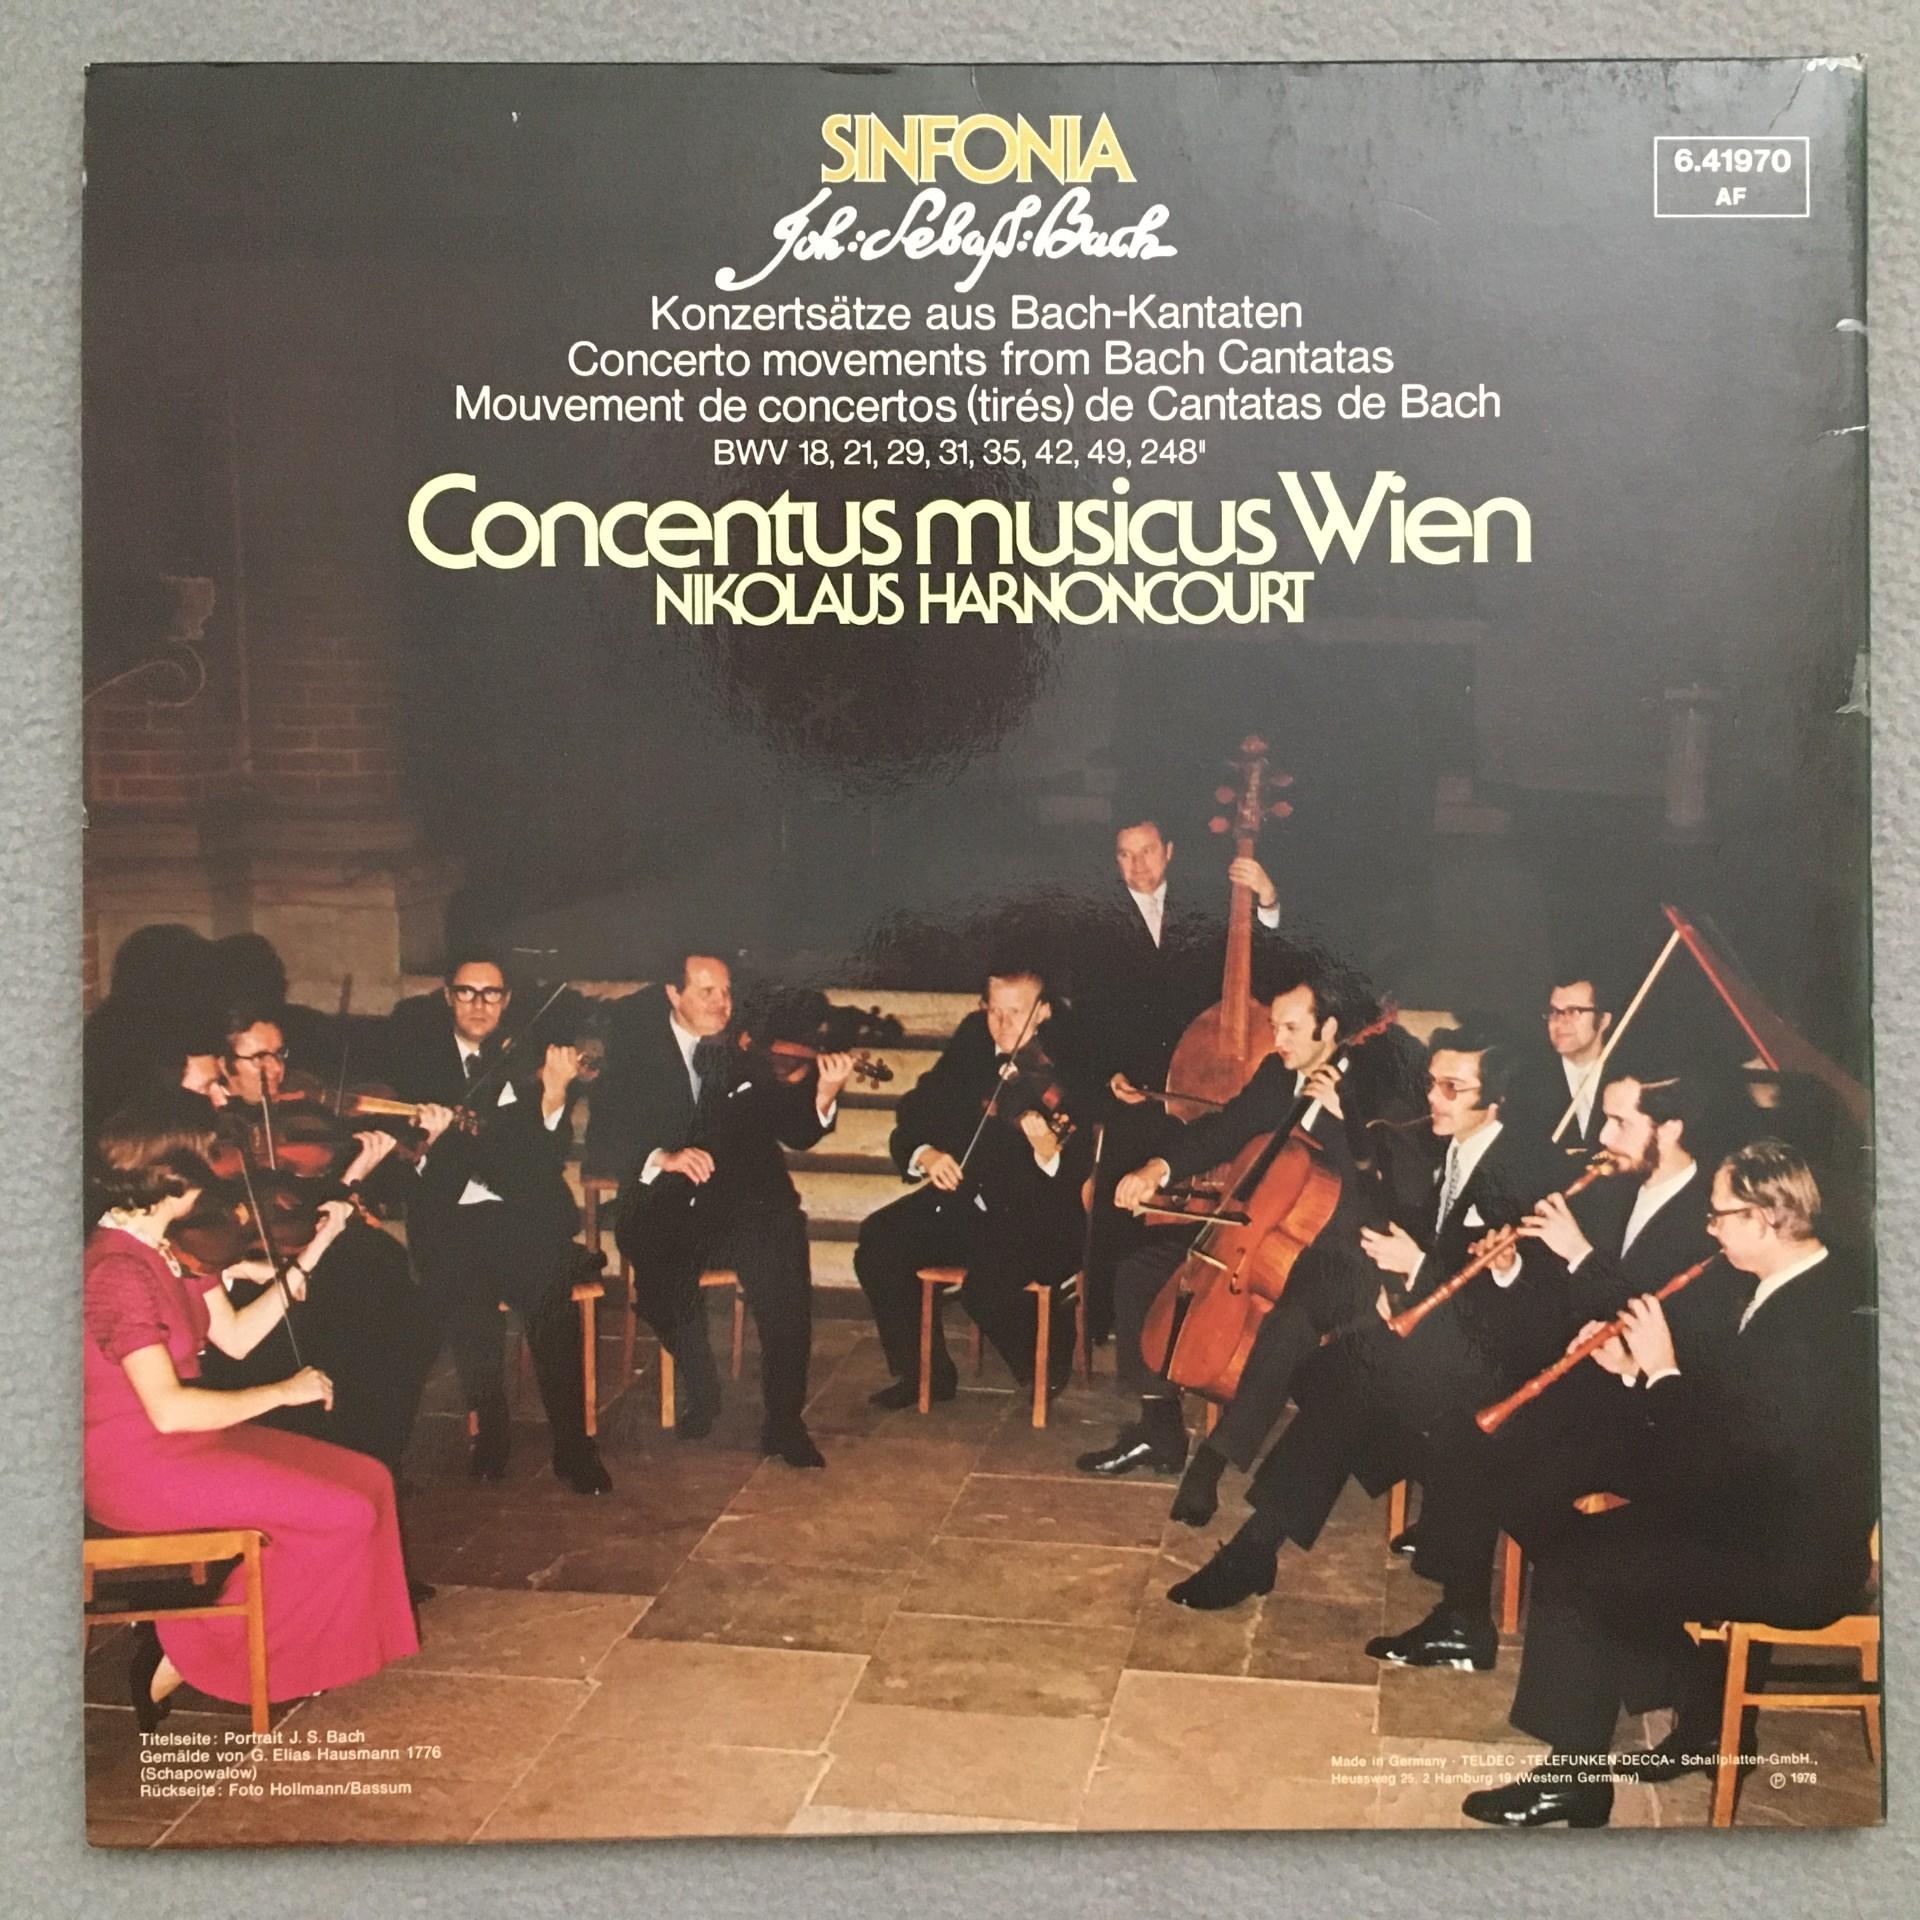 SINFONIA
6.41970
AF
Joh: Sebast: Bach
Konzertsätze aus Bach-Kantaten
Concerto movements from Bach Cantatas
Mouvement de concertos (tirés) de Cantatas de Bach
BWV 18, 21, 29, 31, 35, 42, 49, 248"
Concentus musicus Wien
NIKOLAUS HARNONCOURT
Titelseite: Portrait J. S. Bach
Gemälde von G. Elias Hausmann 1776
(Schapowalow)
Rückseite: Foto Hollmann/Bassum
Made in Germany · TELDEC »TELEFUNKEN-DECCA« Schallplatten-GmbH.,
Heussweg 25, 2 Hamburg 19 (Western Germany)
Ⓟ 1976